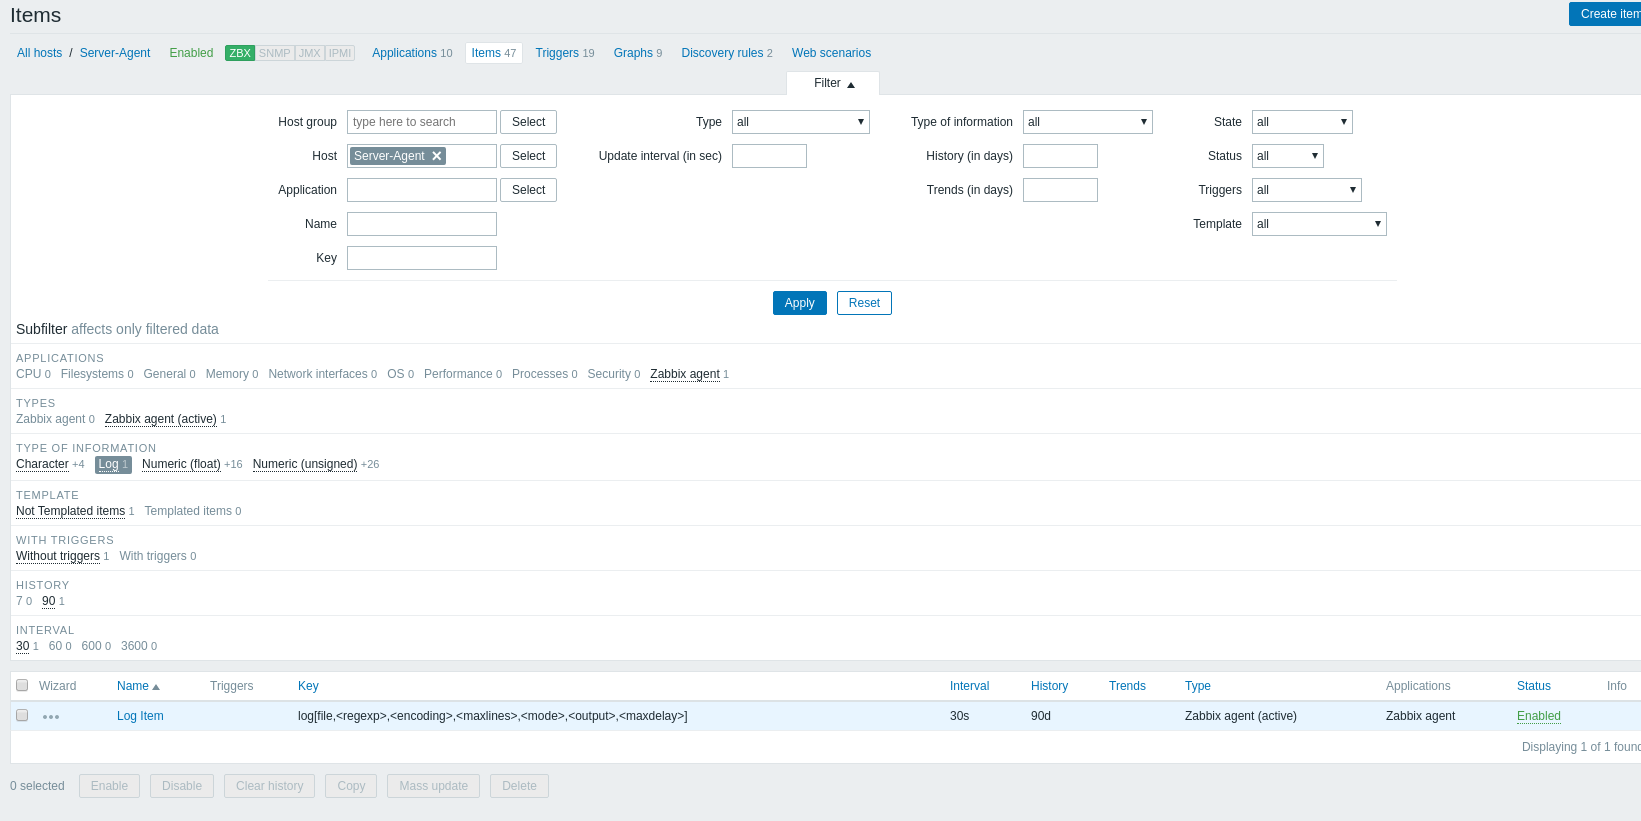 Items
Create item
All hosts / Server-Agent Enabled ZBX SNMP JMX IPMI Applications 10 Items 47 Triggers 19 Graphs 9 Discovery rules 2 Web scenarios
Filter
Host group type here to search Select Type all Type of information all State all
Host Server-Agent Select Update interval (in sec) History (in days) Status all
Application Select Trends (in days) Triggers all
Name Template all
Key
Apply Reset
Subfilter affects only filtered data
APPLICATIONS
CPU 0 Filesystems 0 General 0 Memory 0 Network interfaces 0 OS 0 Performance 0 Processes 0 Security 0 Zabbix agent 1
TYPES
Zabbix agent 0 Zabbix agent (active) 1
TYPE OF INFORMATION
Character +4 Log 1 Numeric (float) +16 Numeric (unsigned) +26
TEMPLATE
Not Templated items 1 Templated items 0
WITH TRIGGERS
Without triggers 1 With triggers 0
HISTORY
7 0 90 1
INTERVAL
30 1 60 0 600 0 3600 0
Wizard Name Triggers Key Interval History Trends Type Applications Status Info
Log Item log[file,<regexp>,<encoding>,<maxlines>,<mode>,<output>,<maxdelay>] 30s 90d Zabbix agent (active) Zabbix agent Enabled
Displaying 1 of 1 found
0 selected Enable Disable Clear history Copy Mass update Delete